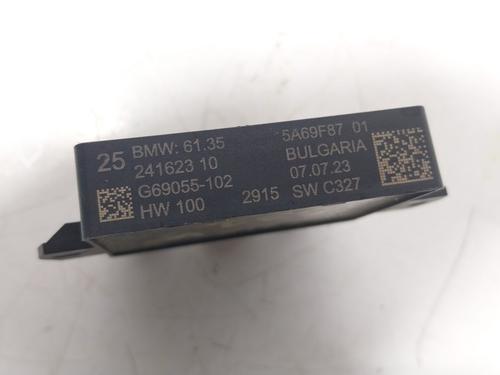 25 BMW: 61.35 5A69F87 01
241623 10 BULGARIA
G69055-102 07.07.23
HW 100 2915 SW C327